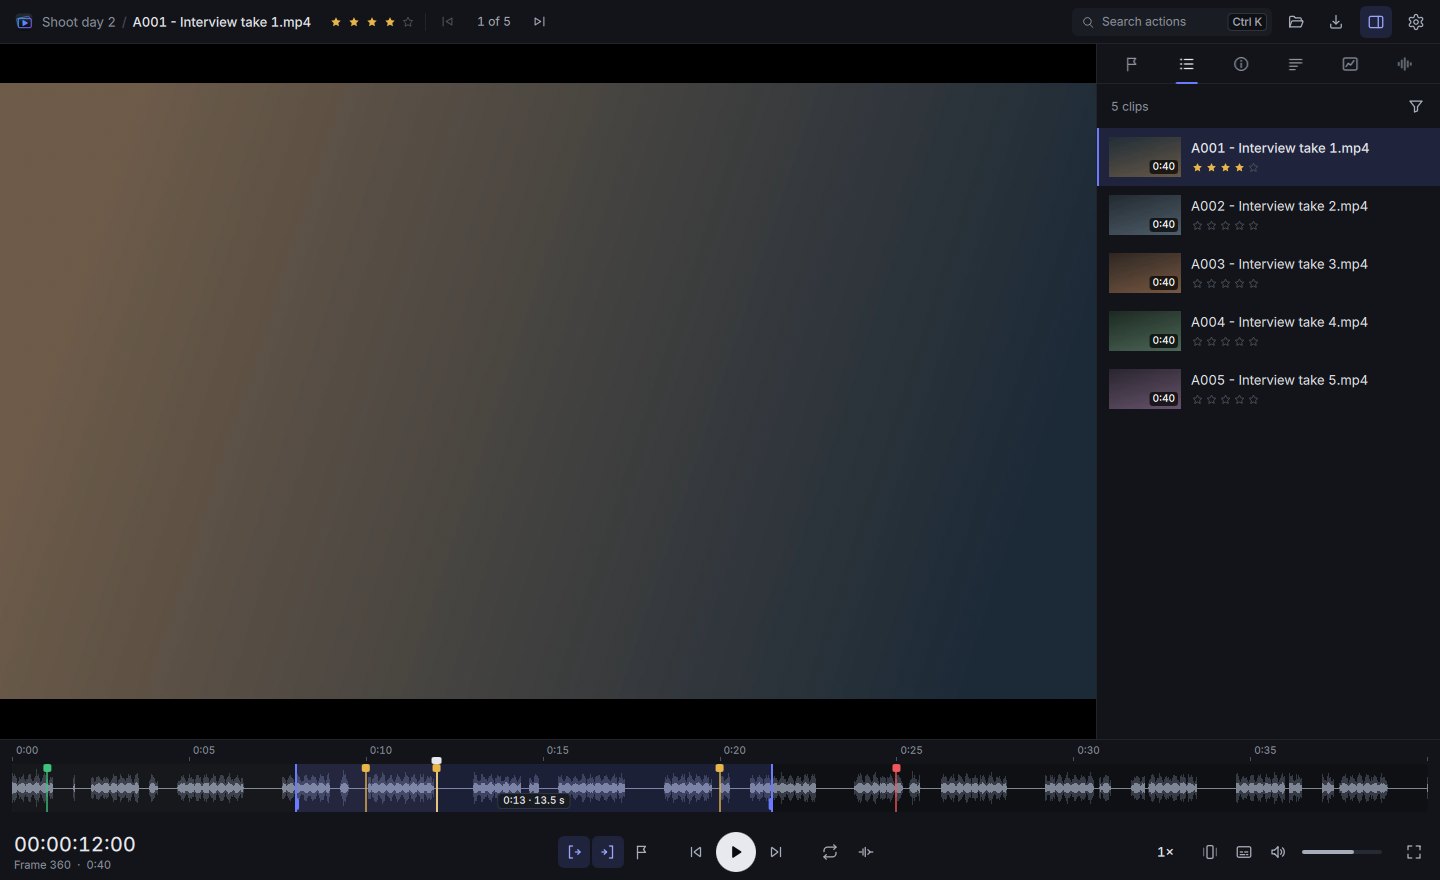 Shoot day 2 / A001 - Interview take 1.mp4
1 of 5
Search actions Ctrl K
5 clips
0:40 A001 - Interview take 1.mp4
0:40 A002 - Interview take 2.mp4
0:40 A003 - Interview take 3.mp4
0:40 A004 - Interview take 4.mp4
0:40 A005 - Interview take 5.mp4
0:00 0:05 0:10 0:15 0:20 0:25 0:30 0:35
0:13 · 13.5 s
00:00:12:00
Frame 360 · 0:40
1×